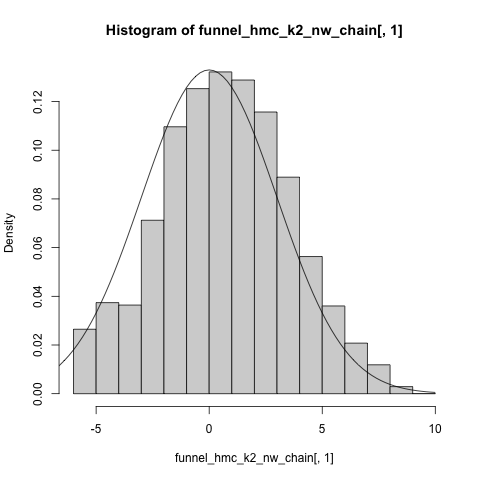 Histogram of funnel_hmc_k2_nw_chain[, 1]
Density
0.12
0.10
0.08
0.06
0.04
0.02
0.00
-5 0 5 10
funnel_hmc_k2_nw_chain[, 1]